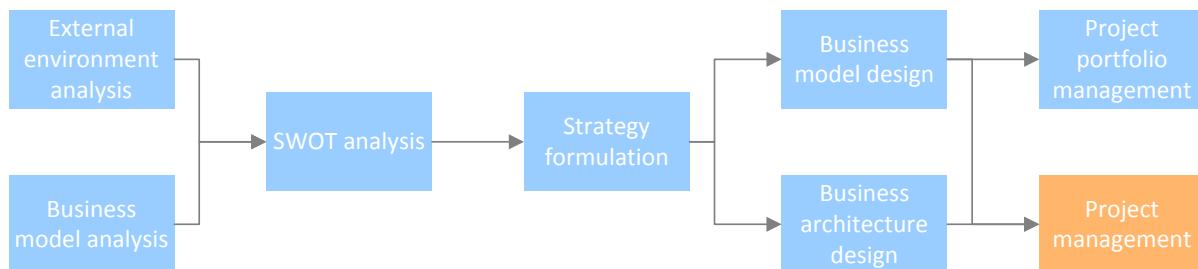 External
environment
analysis
Business
model analysis
SWOT analysis
Strategy
formulation
Business
model design
Business
architecture
design
Project
portfolio
management
Project
management